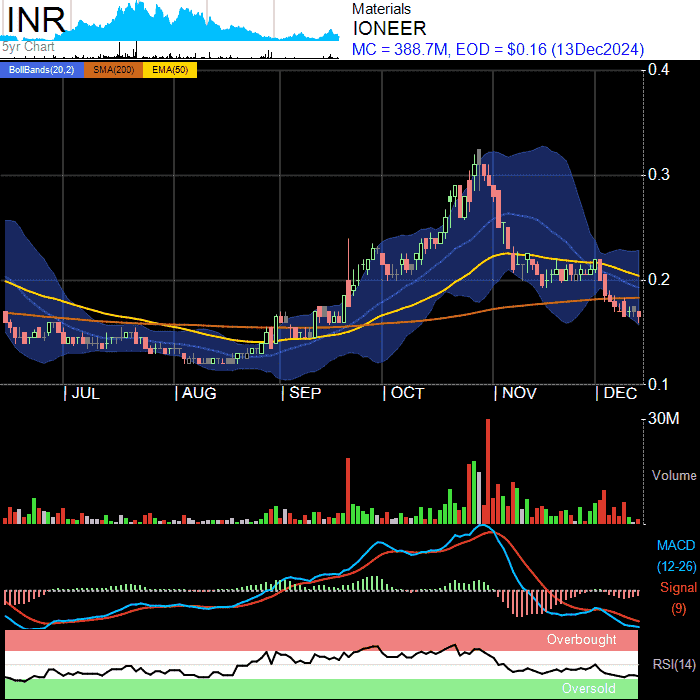 INR
5yr Chart
Materials
IONEER
MC = 388.7M, EOD = $0.16 (13Dec2024)
BollBands(20,2) SMA(200) EMA(50)
0.4
0.3
0.2
0.1
JUL AUG SEP OCT NOV DEC
30M
Volume
MACD
(12-26)
Signal
(9)
Overbought
RSI(14)
Oversold